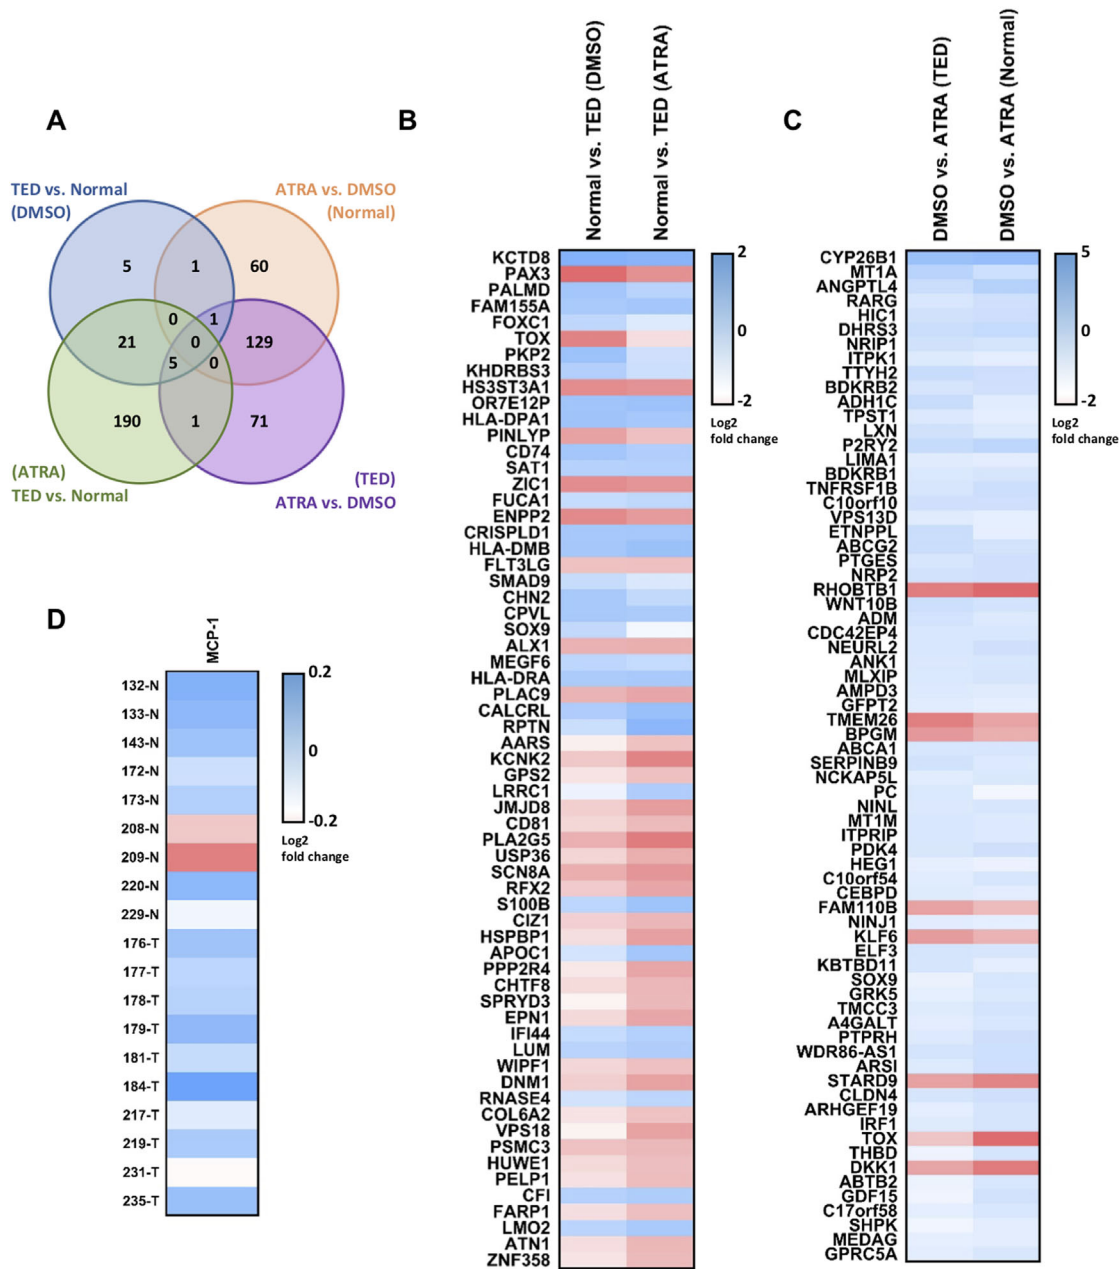 A
TED vs. Normal
(DMSO)
ATRA vs. DMSO
(Normal)
5
1
60
0
1
21
0
129
5
0
190
1
71
(ATRA)
TED vs. Normal
(TED)
ATRA vs. DMSO
B
Normal vs. TED (DMSO)
Normal vs. TED (ATRA)
KCTD8
PAX3
PALMD
FAM155A
FOXC1
TOX
PKP2
KHDRBS3
HS3ST3A1
OR7E12P
HLA-DPA1
PINLYP
CD74
SAT1
ZIC1
FUCA1
ENPP2
CRISPLD1
HLA-DMB
FLT3LG
SMAD9
CHN2
CPVL
SOX9
ALX1
MEGF6
HLA-DRA
PLAC9
CALCRL
RPTN
AARS
KCNK2
GPS2
LRRC1
JMJD8
CD81
PLA2G5
USP36
SCN8A
RFX2
S100B
CIZ1
HSPBP1
APOC1
PPP2R4
CHTF8
SPRYD3
EPN1
IFI44
LUM
WIPF1
DNM1
RNASE4
COL6A2
VPS18
PSMC3
HUWE1
PELP1
CFI
FARP1
LMO2
ATN1
ZNF358
2
0
-2
Log2
fold change
C
DMSO vs. ATRA (TED)
DMSO vs. ATRA (Normal)
CYP26B1
MT1A
ANGPTL4
RARG
HIC1
DHRS3
NRIP1
ITPK1
TTYH2
BDKRB2
ADH1C
TPST1
LXN
P2RY2
LIMA1
BDKRB1
TNFRSF1B
C10orf10
VPS13D
ETNPPL
ABCG2
PTGES
NRP2
RHOBTB1
WNT10B
ADM
CDC42EP4
NEURL2
ANK1
MLXIP
AMPD3
GFPT2
TMEM26
BPGM
ABCA1
SERPINB9
NCKAP5L
PC
NINL
MT1M
ITPRIP
PDK4
HEG1
C10orf54
CEBPD
FAM110B
NINJ1
KLF6
ELF3
KBTBD11
SOX9
GRK5
TMCC3
A4GALT
PTPRH
WDR86-AS1
ARSI
STARD9
CLDN4
ARHGEF19
IRF1
TOX
THBD
DKK1
ABTB2
GDF15
C17orf58
SHPK
MEDAG
GPRC5A
5
0
-2
Log2
fold change
D
MCP-1
132-N
133-N
143-N
172-N
173-N
208-N
209-N
220-N
229-N
176-T
177-T
178-T
179-T
181-T
184-T
217-T
219-T
231-T
235-T
0.2
0
-0.2
Log2
fold change